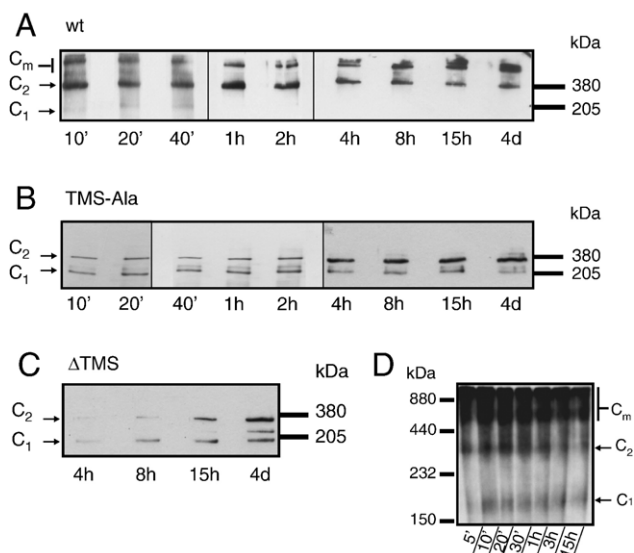 A
wt
kDa
Cm
C2
C1
380
205
10' 20' 40' 1h 2h 4h 8h 15h 4d
B
TMS-Ala
kDa
C2
C1
380
205
10' 20' 40' 1h 2h 4h 8h 15h 4d
C
ΔTMS
kDa
C2
C1
380
205
4h 8h 15h 4d
D
kDa
880
440
232
150
Cm
C2
C1
5' 10' 20' 30' 1h 3h 15h